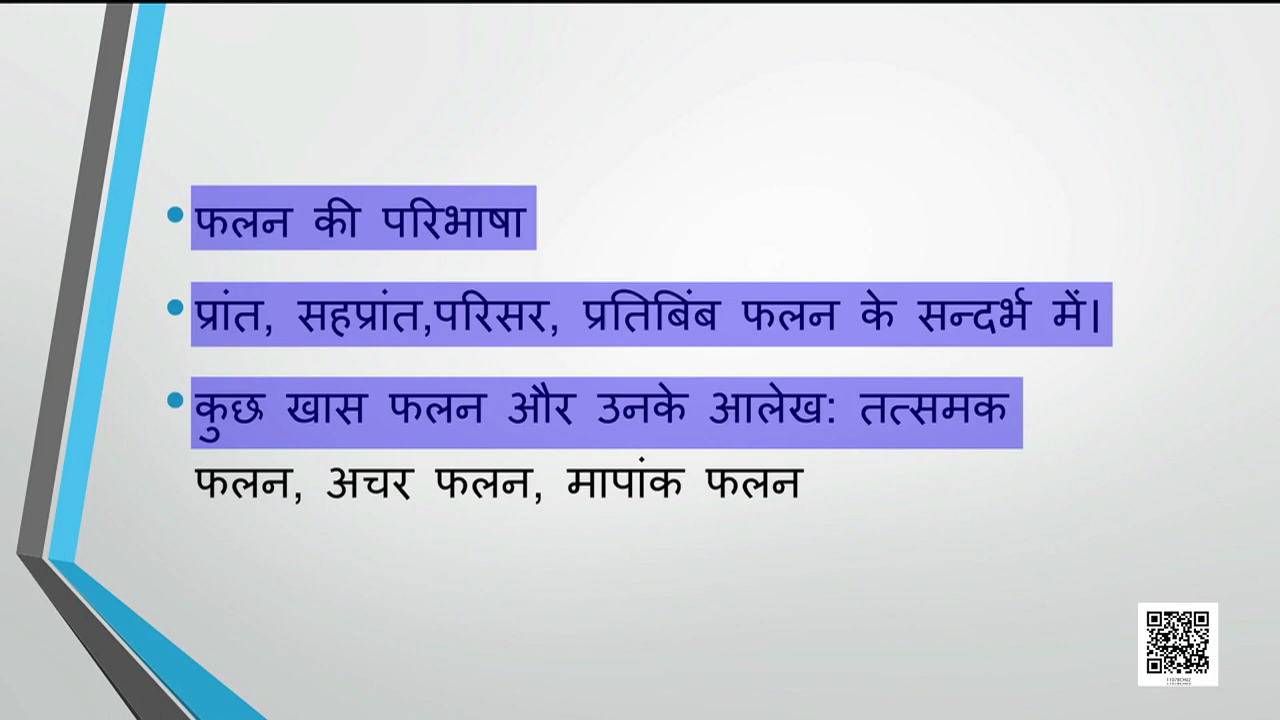 फलन की परिभाषा
प्रांत, सहप्रांत,परिसर, प्रतिबिंब फलन के सन्दर्भ में।
कुछ खास फलन और उनके आलेख: तत्समक
फलन, अचर फलन, मापांक फलन